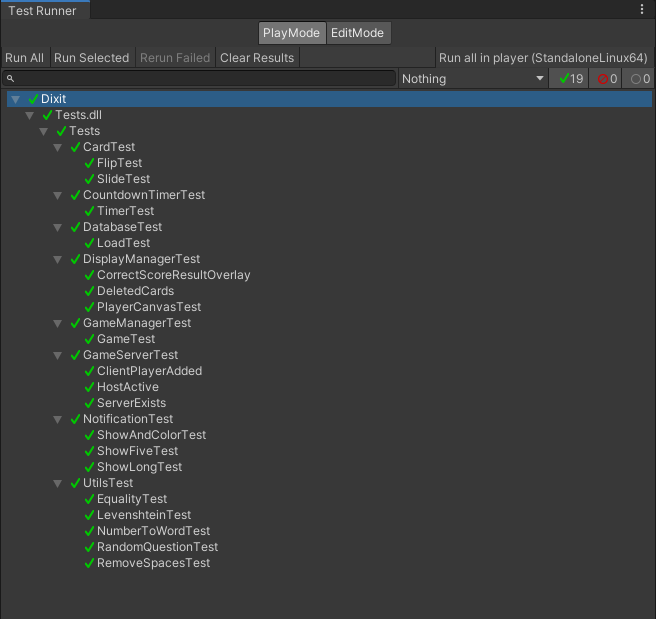 Test Runner
PlayMode EditMode
Run All Run Selected Rerun Failed Clear Results Run all in player (StandaloneLinux64)
Nothing 19 0 0
Dixit
Tests.dll
Tests
CardTest
FlipTest
SlideTest
CountdownTimerTest
TimerTest
DatabaseTest
LoadTest
DisplayManagerTest
CorrectScoreResultOverlay
DeletedCards
PlayerCanvasTest
GameManagerTest
GameTest
GameServerTest
ClientPlayerAdded
HostActive
ServerExists
NotificationTest
ShowAndColorTest
ShowFiveTest
ShowLongTest
UtilsTest
EqualityTest
LevenshteinTest
NumberToWordTest
RandomQuestionTest
RemoveSpacesTest